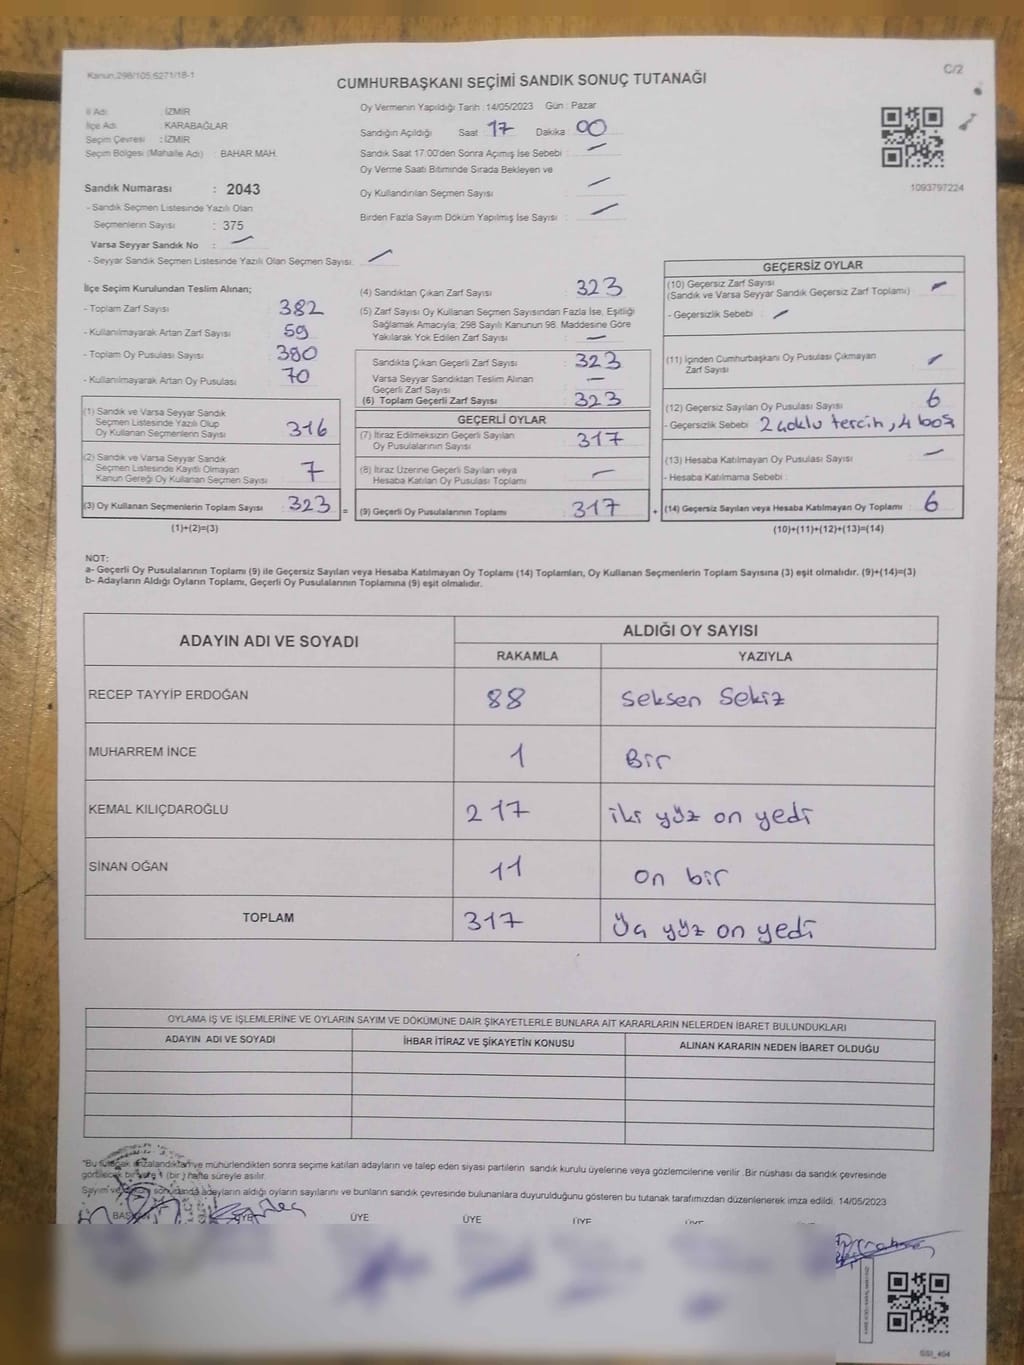 Kanun.298/105,6271/18-1
C/2
CUMHURBAŞKANI SEÇİMİ SANDIK SONUÇ TUTANAĞI
İl Adı : İZMİR
İlçe Adı : KARABAĞLAR
Seçim Çevresi : İZMİR
Seçim Bölgesi (Mahalle Adı) : BAHAR MAH.
Oy Vermenin Yapıldığı Tarih : 14/05/2023 Gün : Pazar
Sandığın Açıldığı Saat 17 Dakika 00
Sandık Saat 17:00'den Sonra Açımış İse Sebebi : —
Oy Verme Saati Bitiminde Sırada Bekleyen ve
Oy Kullandırılan Seçmen Sayısı : —
Birden Fazla Sayım Döküm Yapılmış İse Sayısı : —
1093797224
Sandık Numarası : 2043
- Sandık Seçmen Listesinde Yazılı Olan
Seçmenlerin Sayısı : 375
Varsa Seyyar Sandık No : —
- Seyyar Sandık Seçmen Listesinde Yazılı Olan Seçmen Sayısı: —
İlçe Seçim Kurulundan Teslim Alınan;
- Toplam Zarf Sayısı : 382
- Kullanılmayarak Artan Zarf Sayısı : 59
- Toplam Oy Pusulası Sayısı : 390
- Kullanılmayarak Artan Oy Pusulası : 70
(1) Sandık ve Varsa Seyyar Sandık
Seçmen Listesinde Yazılı Olup
Oy Kullanan Seçmenlerin Sayısı : 316
(2) Sandık ve Varsa Seyyar Sandık
Seçmen Listesinde Kayıtlı Olmayan
Kanun Gereği Oy Kullanan Seçmen Sayısı : 7
(3) Oy Kullanan Seçmenlerin Toplam Sayısı : 323 =
(1)+(2)=(3)
(4) Sandıktan Çıkan Zarf Sayısı : 323
(5) Zarf Sayısı Oy Kullanan Seçmen Sayısından Fazla İse, Eşitliği
Sağlamak Amacıyla; 298 Sayılı Kanunun 98. Maddesine Göre
Yakılarak Yok Edilen Zarf Sayısı : —
Sandıkta Çıkan Geçerli Zarf Sayısı : 323
Varsa Seyyar Sandıktan Teslim Alınan
Geçerli Zarf Sayısı : —
(6) Toplam Geçerli Zarf Sayısı : 323
GEÇERLİ OYLAR
(7) İtiraz Edilmeksizin Geçerli Sayılan
Oy Pusulalarının Sayısı : 317
(8) İtiraz Üzerine Geçerli Sayılan veya
Hesaba Katılan Oy Pusulası Toplamı : —
(9) Geçerli Oy Pusulalarının Toplamı : 317 +
GEÇERSİZ OYLAR
(10) Geçersiz Zarf Sayısı
(Sandık ve Varsa Seyyar Sandık Geçersiz Zarf Toplamı) : —
- Geçersizlik Sebebi : —
(11) İçinden Cumhurbaşkanı Oy Pusulası Çıkmayan
Zarf Sayısı : —
(12) Geçersiz Sayılan Oy Pusulası Sayısı : 6
- Geçersizlik Sebebi : 2 çoklu tercih, 4 boş
(13) Hesaba Katılmayan Oy Pusulası Sayısı : —
- Hesaba Katılmama Sebebi :
(14) Geçersiz Sayılan veya Hesaba Katılmayan Oy Toplamı : 6
(10)+(11)+(12)+(13)=(14)
NOT:
a- Geçerli Oy Pusulasının Toplamı (9) ile Geçersiz Sayılan veya Hesaba Katılmayan Oy Toplamı (14) Toplamları, Oy Kullanan Seçmenlerin Toplam Sayısına (3) eşit olmalıdır. (9)+(14)=(3)
b- Adayların Aldığı Oyların Toplamı, Geçerli Oy Pusulalarının Toplamına (9) eşit olmalıdır.
ADAYIN ADI VE SOYADI
ALDIĞI OY SAYISI
RAKAMLA YAZIYLA
RECEP TAYYİP ERDOĞAN 88 Seksen Sekiz
MUHARREM İNCE 1 Bir
KEMAL KILIÇDAROĞLU 217 iki yüz on yedi
SİNAN OĞAN 11 on bir
TOPLAM 317 Üç yüz on yedi
OYLAMA İŞ VE İŞLEMLERİNE VE OYLARIN SAYIM VE DÖKÜMÜNE DAİR ŞİKAYETLERLE BUNLARA AİT KARARLARIN NELERDEN İBARET BULUNDUKLARI
ADAYIN ADI VE SOYADI İHBAR İTİRAZ VE ŞİKAYETİN KONUSU ALINAN KARARIN NEDEN İBARET OLDUĞU
"Bu tutanak imzalandıktan ve mühürlendikten sonra seçime katılan adayların ve talep eden siyasi partilerin sandık kurulu üyelerine veya gözlemcilerine verilir. Bir nüshası da sandık çevresinde
görülecek bir yere 1 (bir) hafta süreyle asılır.
Sayım ve sonunda adayların aldığı oyların sayılarını ve bunların sandık çevresinde bulunanlara duyurulduğunu gösteren bu tutanak tarafımızdan düzenlenerek imza edildi. 14/05/2023
BAŞKAN ÜYE ÜYE ÜYE ÜYE
SSI_404